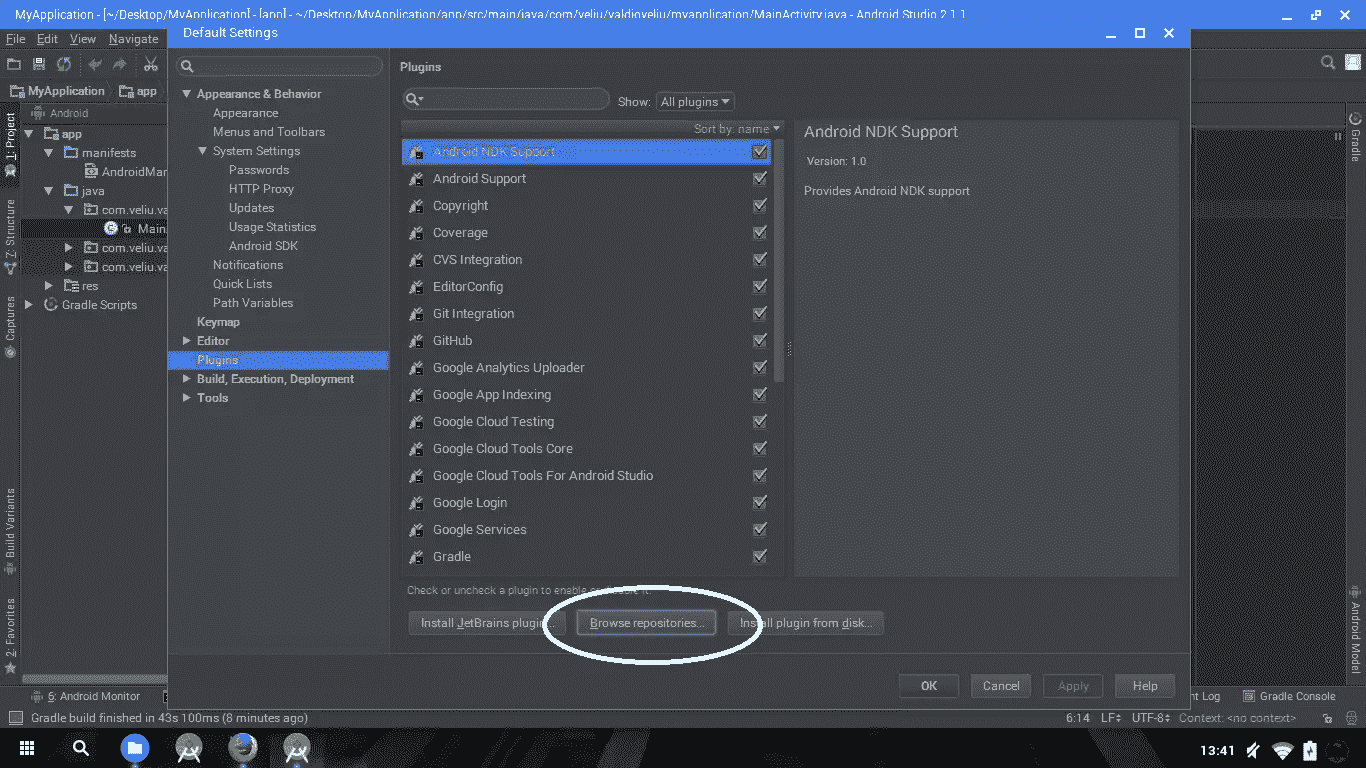 MyApplication - [~/Desktop/MyApplication] - [app] - ~/Desktop/MyApplication/app/src/main/java/com/veliu/valdioveliu/myapplication/MainActivity.java - Android Studio 2.1.1
File Edit View Navigate
MyApplication app
1: Project
7: Structure
Captures
Build Variants
2: Favorites
Android
app
manifests
AndroidMar
java
com.veliu.va
Main
com.veliu.va
com.veliu.va
res
Gradle Scripts
Default Settings
Appearance & Behavior
Appearance
Menus and Toolbars
System Settings
Passwords
HTTP Proxy
Updates
Usage Statistics
Android SDK
Notifications
Quick Lists
Path Variables
Keymap
Editor
Plugins
Build, Execution, Deployment
Tools
Plugins
Show: All plugins
Sort by: name
Android NDK Support
Android Support
Copyright
Coverage
CVS Integration
EditorConfig
Git Integration
GitHub
Google Analytics Uploader
Google App Indexing
Google Cloud Testing
Google Cloud Tools Core
Google Cloud Tools For Android Studio
Google Login
Google Services
Gradle
Android NDK Support
Version: 1.0
Provides Android NDK support
Check or uncheck a plugin to enable or disable it.
Install JetBrains plugin... Browse repositories... Install plugin from disk...
OK Cancel Apply Help
Gradle
Android Model
6: Android Monitor
nt Log Gradle Console
Gradle build finished in 43s 100ms (8 minutes ago)
6:14 LF UTF-8 Context: <no context>
13:41